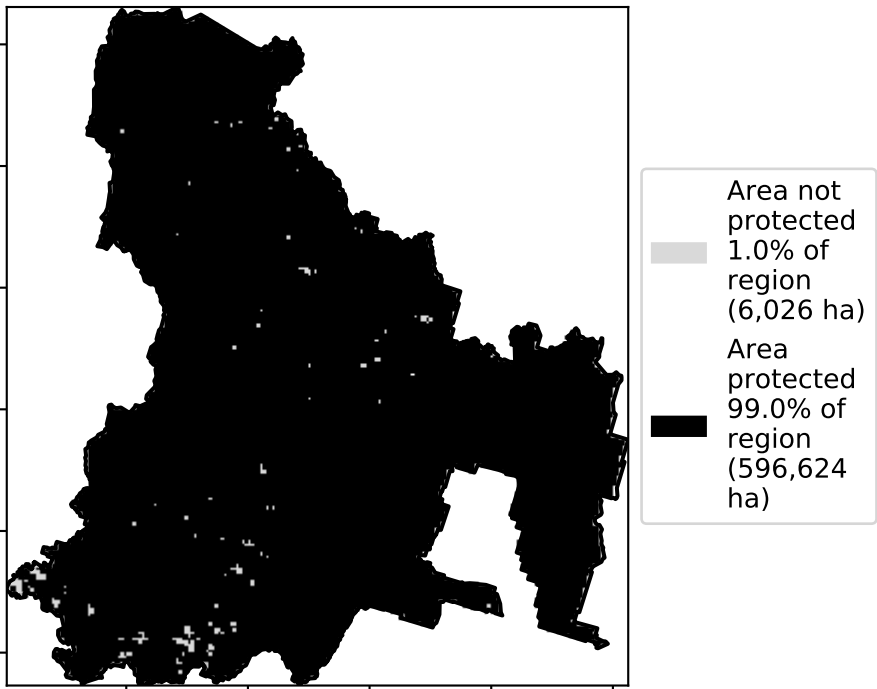 Area not
protected
1.0% of
region
(6,026 ha)
Area
protected
99.0% of
region
(596,624
ha)